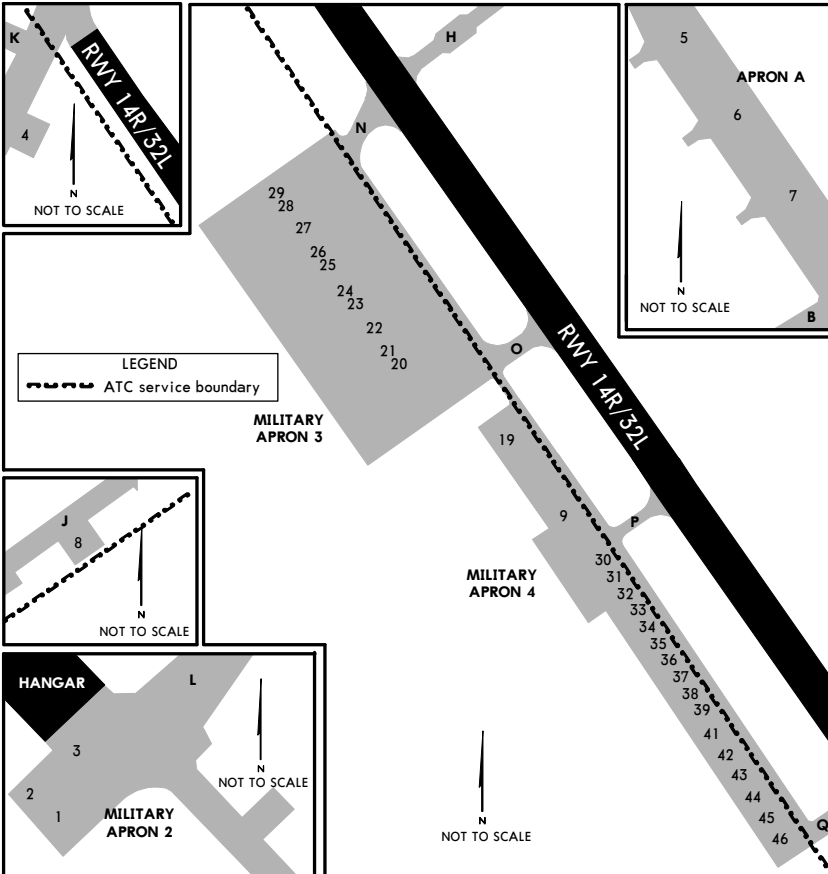 K
RWY 14R/32L
4
N
NOT TO SCALE
H
N
29
28
27
26
25
24
23
22
21
20
O
RWY 14R/32L
MILITARY
APRON 3
5
APRON A
6
7
N
NOT TO SCALE
B
LEGEND
ATC service boundary
19
9
P
MILITARY
APRON 4
30
31
32
33
34
35
36
37
38
39
41
42
43
44
45
46
Q
N
NOT TO SCALE
J
8
N
NOT TO SCALE
HANGAR
L
3
2
1
MILITARY
APRON 2
N
NOT TO SCALE